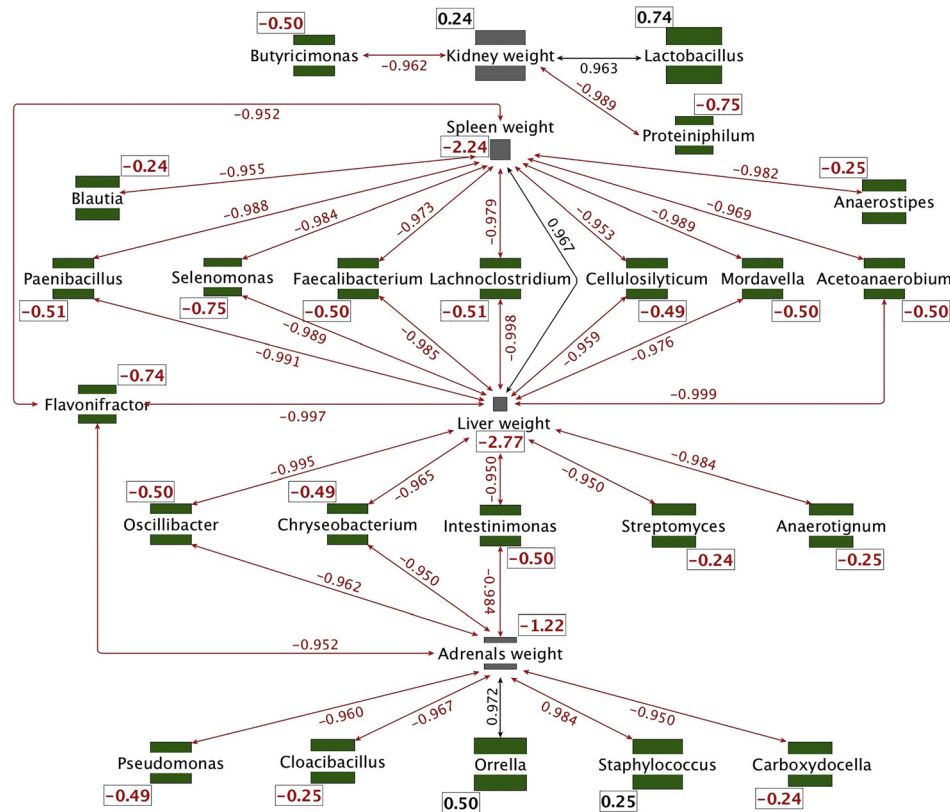 −0.50
0.24
0.74
Butyricimonas
Kidney weight
Lactobacillus
−0.962
0.963
−0.989
−0.75
−0.952
Spleen weight
Proteiniphilum
−2.24
−0.24
−0.955
−0.982
−0.25
Blautia
Anaerostipes
−0.988
−0.984
−0.973
−0.979
0.967
−0.953
−0.989
−0.969
Paenibacillus
Selenomonas
Faecalibacterium
Lachnoclostridium
Cellulosilyticum
Mordavella
Acetoanaerobium
−0.51
−0.75
−0.50
−0.51
−0.49
−0.50
−0.50
−0.991
−0.989
−0.985
−0.998
−0.959
−0.976
−0.999
−0.74
Flavonifractor
−0.997
Liver weight
−2.77
−0.995
−0.965
−0.950
−0.950
−0.984
−0.50
−0.49
Oscillibacter
Chryseobacterium
Intestinimonas
Streptomyces
Anaerotignum
−0.50
−0.24
−0.25
−0.962
−0.950
−0.984
−1.22
−0.952
Adrenals weight
−0.960
−0.967
0.972
0.984
−0.950
Pseudomonas
Cloacibacillus
Orrella
Staphylococcus
Carboxydocella
−0.49
−0.25
0.50
0.25
−0.24